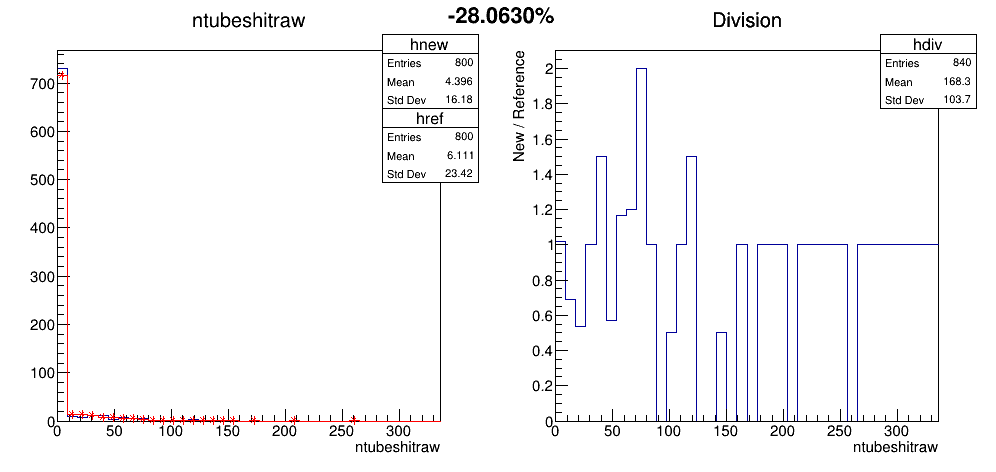 -28.0630%
ntubeshitraw
hnew
Entries 800
Mean 4.396
Std Dev 16.18
href
Entries 800
Mean 6.111
Std Dev 23.42
700
600
500
400
300
200
100
0
0 50 100 150 200 250 300
ntubeshitraw
Division
hdiv
Entries 840
Mean 168.3
Std Dev 103.7
New / Reference
2
1.8
1.6
1.4
1.2
1
0.8
0.6
0.4
0.2
0
0 50 100 150 200 250 300
ntubeshitraw